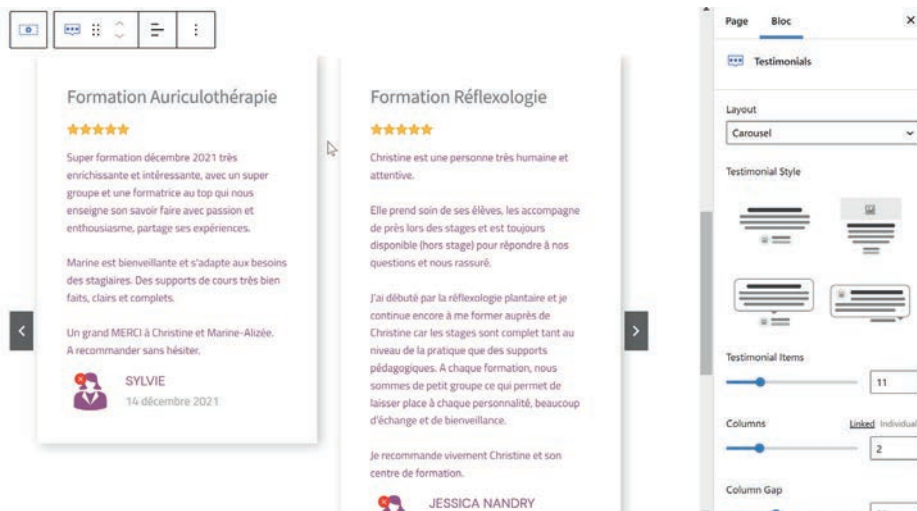 Page Bloc
Testimonials
Layout
Carousel
Testimonial Style
Testimonial Items
11
Columns
Linked Individual
2
Column Gap
Formation Auriculothérapie
Super formation décembre 2021 très
enrichissante et intéressante, avec un super
groupe et une formatrice au top qui nous
enseigne son savoir faire avec passion et
enthousiasme, partage ses expériences.
Marine est bienveillante et s'adapte aux besoins
des stagiaires. Des supports de cours très bien
faits, clairs et complets.
Un grand MERCI à Christine et Marine-Alizée.
A recommander sans hésiter.
SYLVIE
14 décembre 2021
Formation Réflexologie
Christine est une personne très humaine et
attentive.
Elle prend soin de ses élèves, les accompagne
de près lors des stages et est toujours
disponible (hors stage) pour répondre à nos
questions et nous rassuré.
J'ai débuté par la réflexologie plantaire et je
continue encore à me former auprès de
Christine car les stages sont complet tant au
niveau de la pratique que des supports
pédagogiques. A chaque formation, nous
sommes de petit groupe ce qui permet de
laisser place à chaque personnalité, beaucoup
d'échange et de bienveillance.
Je recommande vivement Christine et son
centre de formation.
JESSICA NANDRY